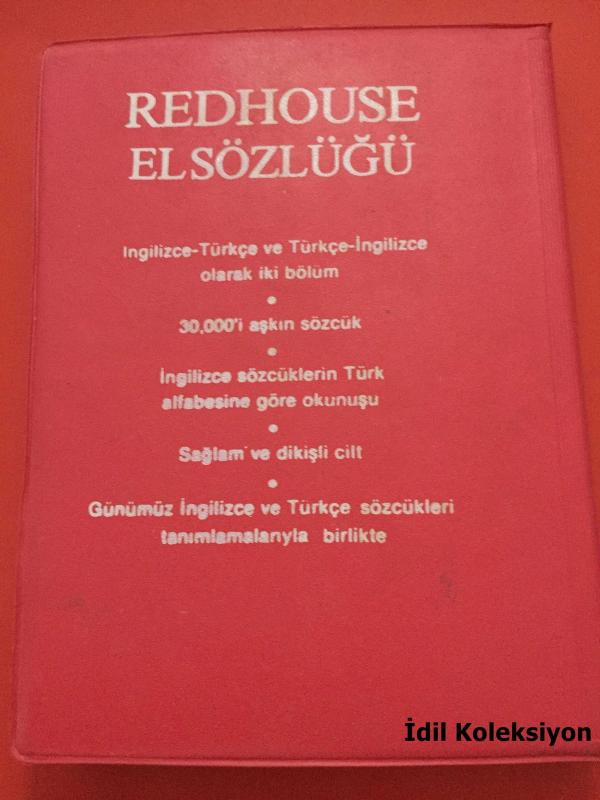 REDHOUSE
EL SÖZLÜĞÜ
Ingilizce-Türkçe ve Türkçe-İngilizce
olarak iki bölüm
•
30,000'i aşkın sözcük
•
İngilizce sözcüklerin Türk
alfabesine göre okunuşu
•
Sağlam ve dikişli cilt
•
Günümüz İngilizce ve Türkçe sözcükleri
tanımlamalarıyla birlikte
İdil Koleksiyon